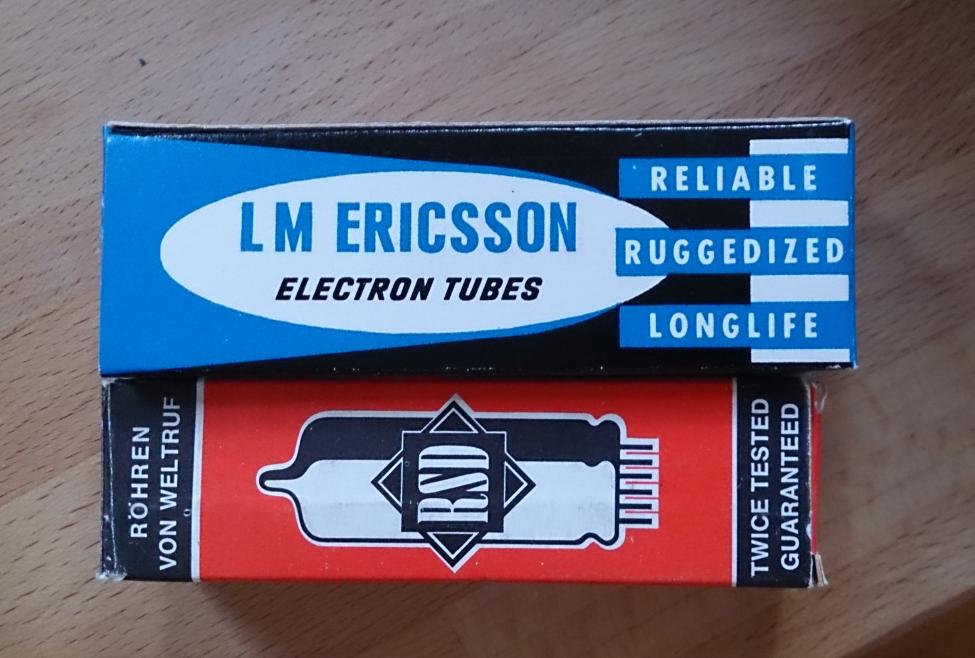 LM ERICSSON
ELECTRON TUBES
RELIABLE
RUGGEDIZED
LONGLIFE
RÖHREN
VON WELTRUF
RSD
TWICE TESTED
GUARANTEED